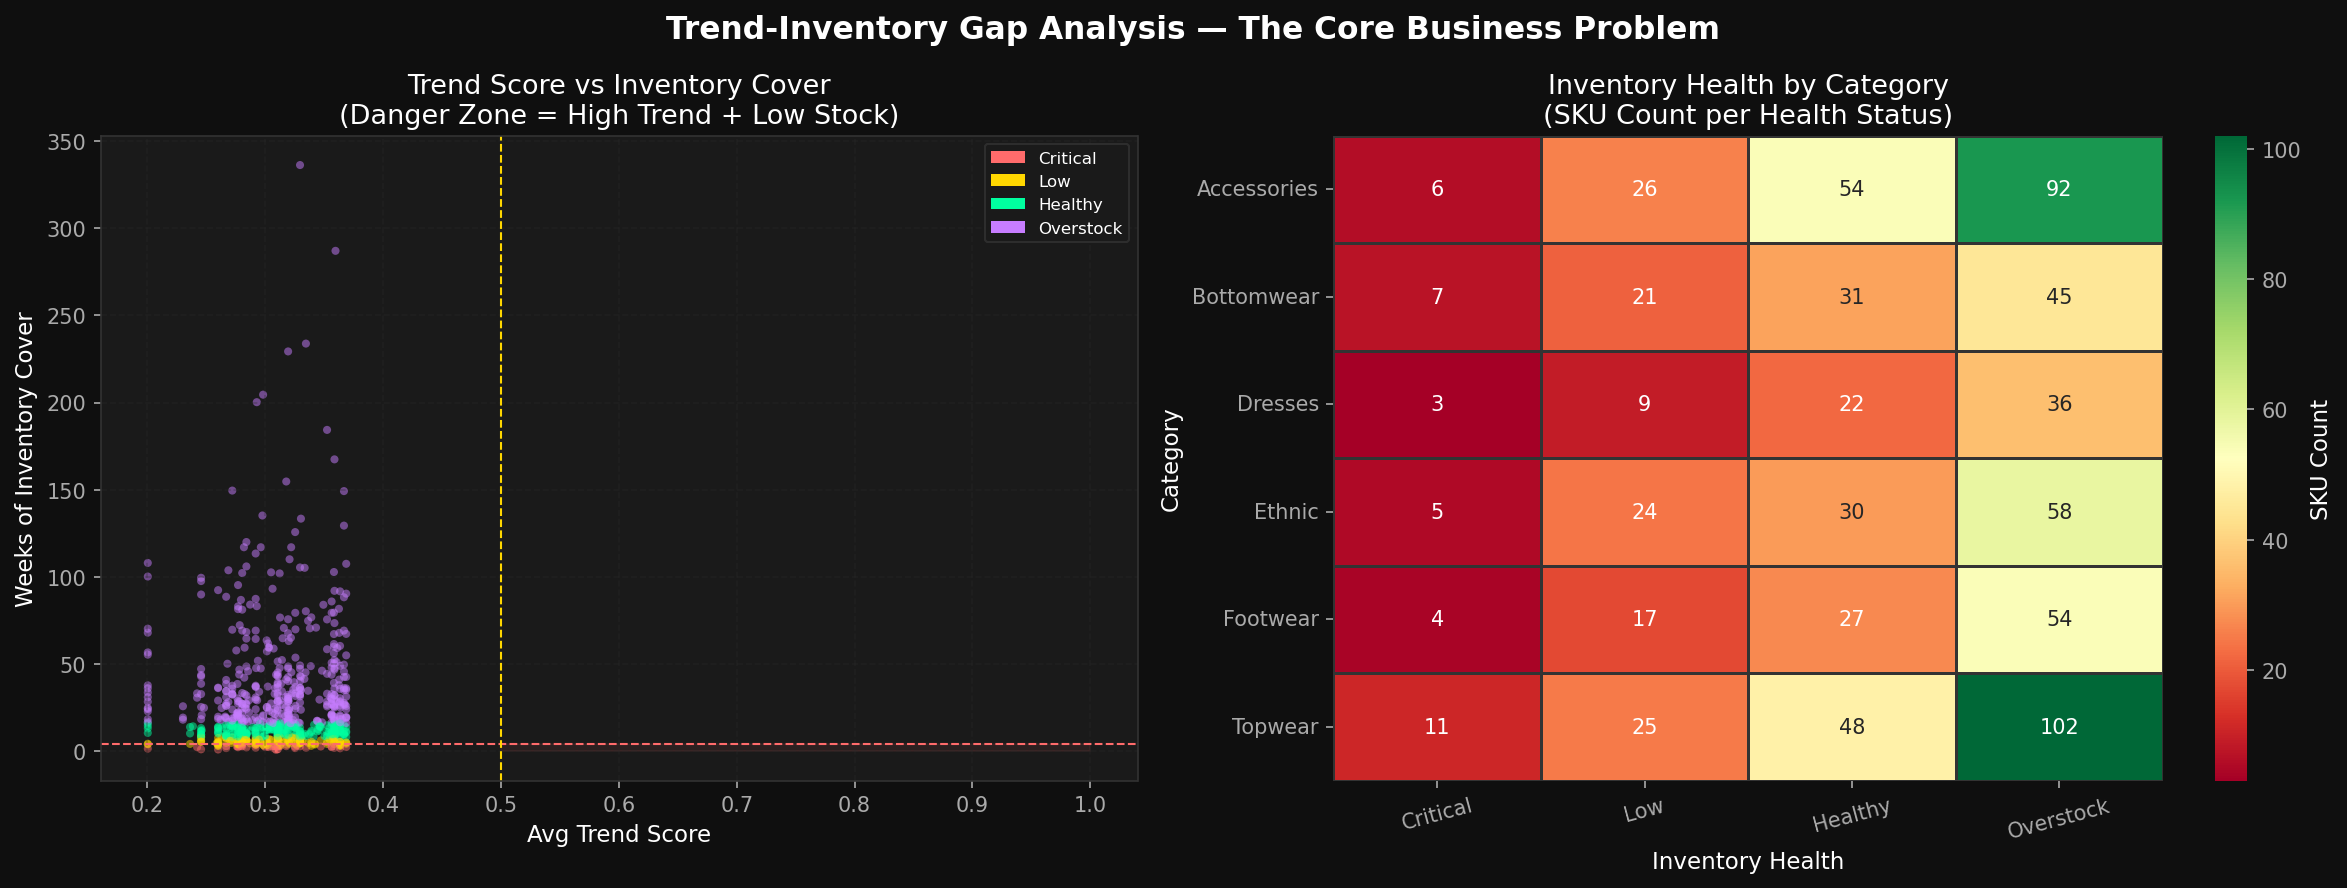 Trend-Inventory Gap Analysis — The Core Business Problem
Trend Score vs Inventory Cover
(Danger Zone = High Trend + Low Stock)
350
300
250
200
150
100
50
0
Weeks of Inventory Cover
0.2 0.3 0.4 0.5 0.6 0.7 0.8 0.9 1.0
Avg Trend Score
Critical
Low
Healthy
Overstock
Inventory Health by Category
(SKU Count per Health Status)
Category
Accessories 6 26 54 92
Bottomwear 7 21 31 45
Dresses 3 9 22 36
Ethnic 5 24 30 58
Footwear 4 17 27 54
Topwear 11 25 48 102
Critical Low Healthy Overstock
Inventory Health
100
80
60
40
20
SKU Count